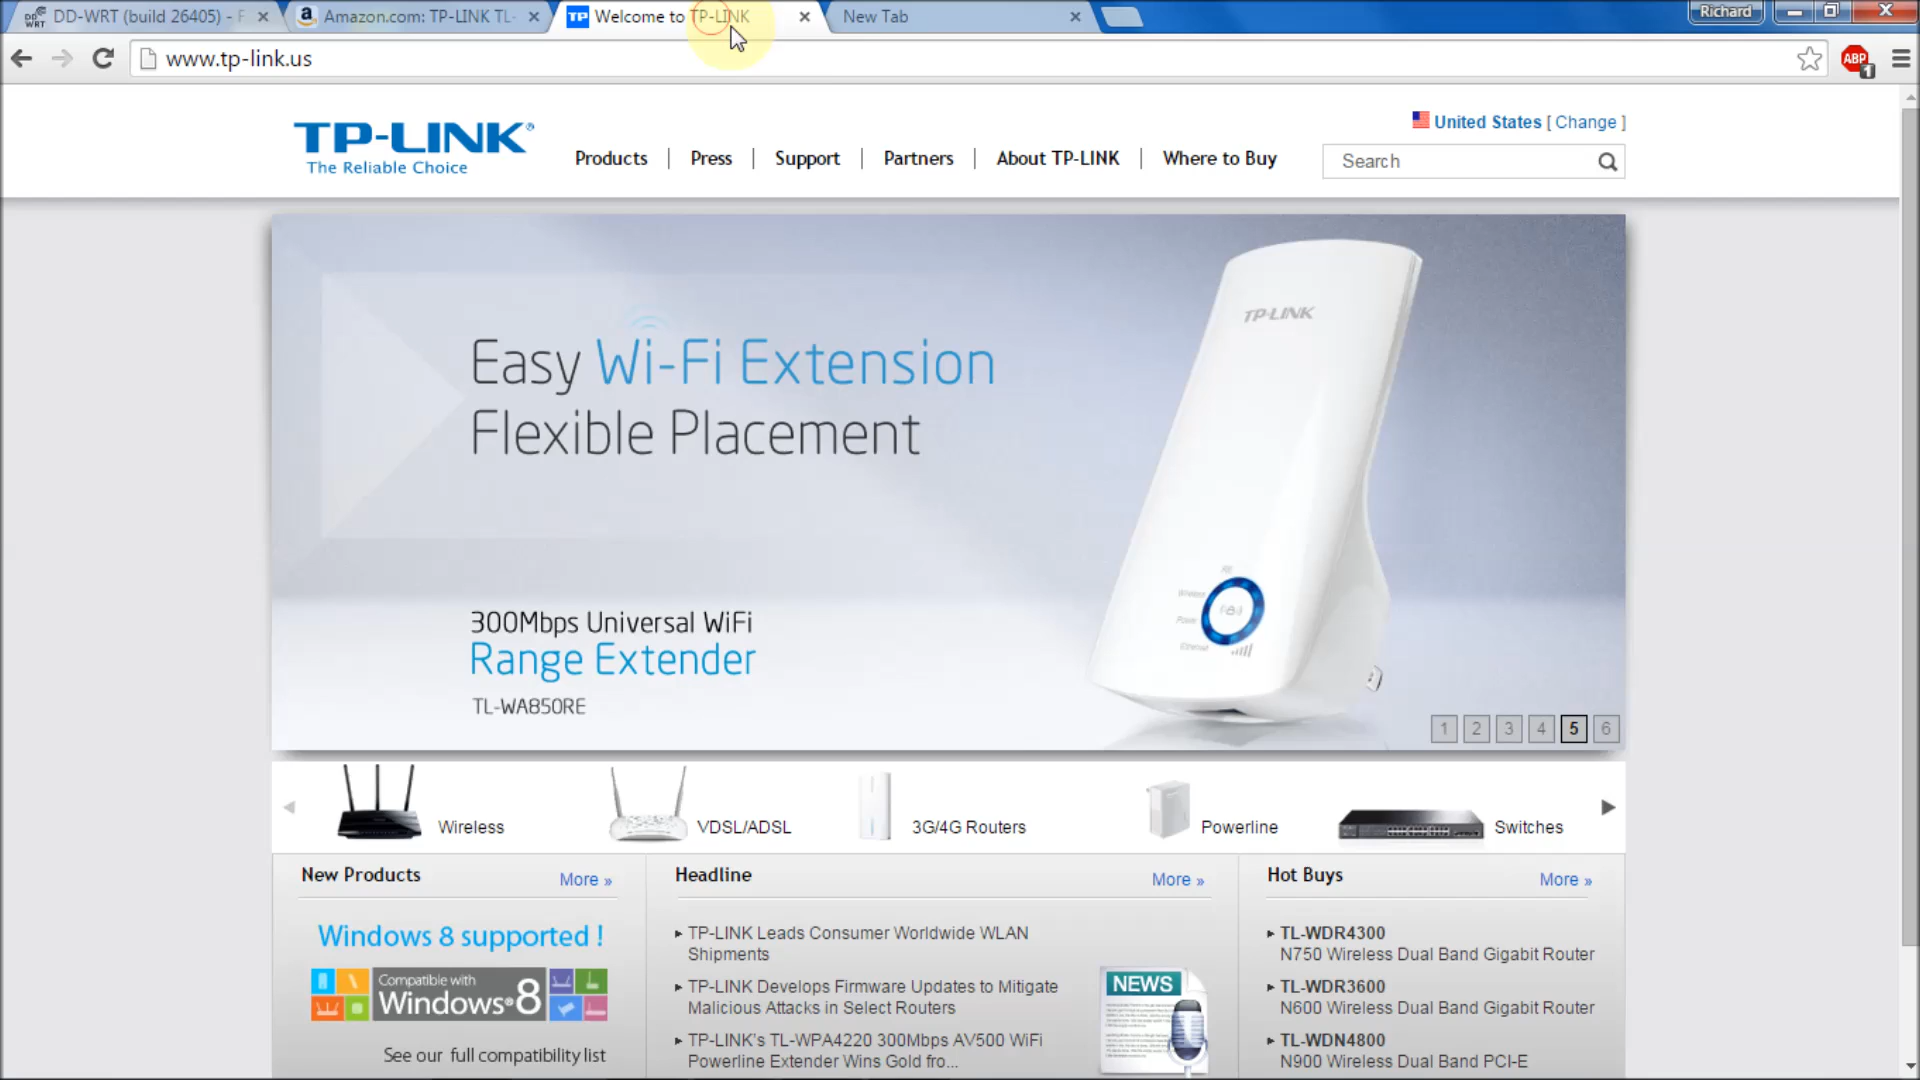 DD-WRT (build 26405) - F
Amazon.com: TP-LINK TL-
TP Welcome to TP-LINK
New Tab
Richard
www.tp-link.us
ABP
1
United States [ Change ]
TP-LINK®
The Reliable Choice
Products | Press | Support | Partners | About TP-LINK | Where to Buy
Search
TP-LINK
Easy Wi-Fi Extension
Flexible Placement
RE
Wireless
Power
Ethernet
300Mbps Universal WiFi
Range Extender
TL-WA850RE
1 2 3 4 5 6
Wireless
VDSL/ADSL
3G/4G Routers
Powerline
Switches
New Products
More »
Windows 8 supported !
Compatible with
Windows®8
See our full compatibility list
Headline
More »
TP-LINK Leads Consumer Worldwide WLAN
Shipments
TP-LINK Develops Firmware Updates to Mitigate
Malicious Attacks in Select Routers
TP-LINK's TL-WPA4220 300Mbps AV500 WiFi
Powerline Extender Wins Gold fro...
NEWS
Hot Buys
More »
TL-WDR4300
N750 Wireless Dual Band Gigabit Router
TL-WDR3600
N600 Wireless Dual Band Gigabit Router
TL-WDN4800
N900 Wireless Dual Band PCI-E